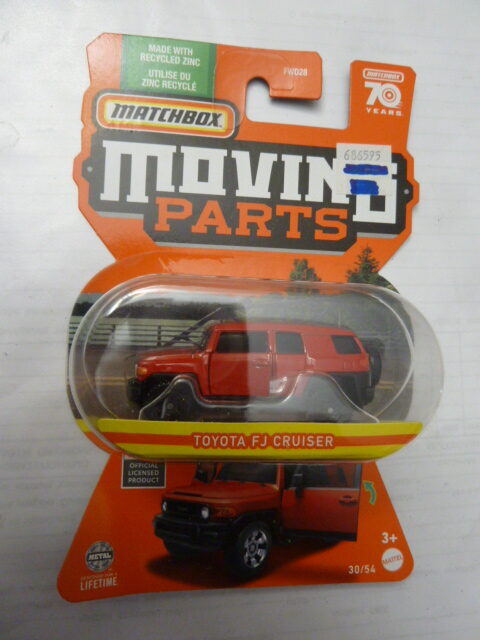 MADE WITH
RECYCLED ZINC
UTILISE DU
ZINC RECYCLÉ
FWD28
MATCHBOX
70
YEARS
MATCHBOX
MOVING
PARTS
686595
TOYOTA FJ CRUISER
OFFICIAL
LICENSED
PRODUCT
METAL
LIFETIME
3+
MATTEL
30/54